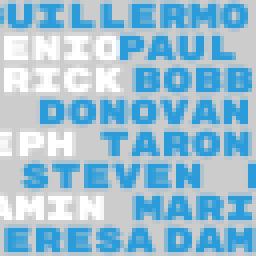 GUILLERMO
ENIO PAUL
RICK BOBB
DONOVAN
EPH TARON
STEVEN
AMIN MARI
ERESA DAM